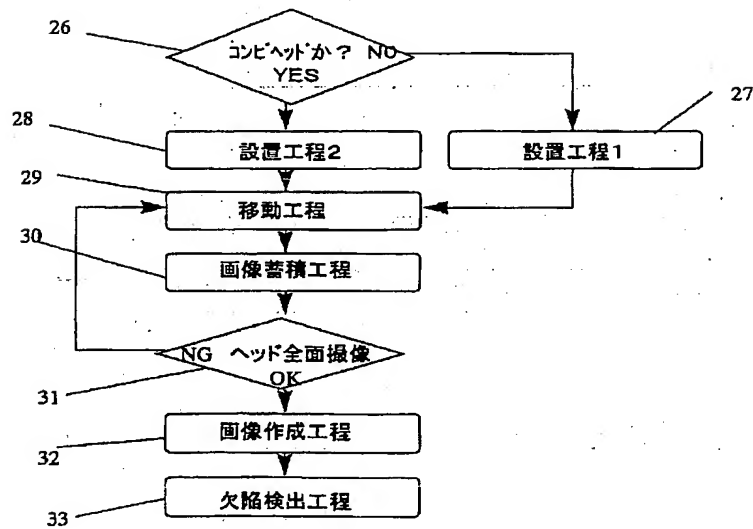 26
コンビヘッドか? NO
YES
27
28
設置工程2
設置工程1
29
移動工程
30
画像蓄積工程
NG ヘッド全面撮像
OK
31
画像作成工程
32
欠陥検出工程
33